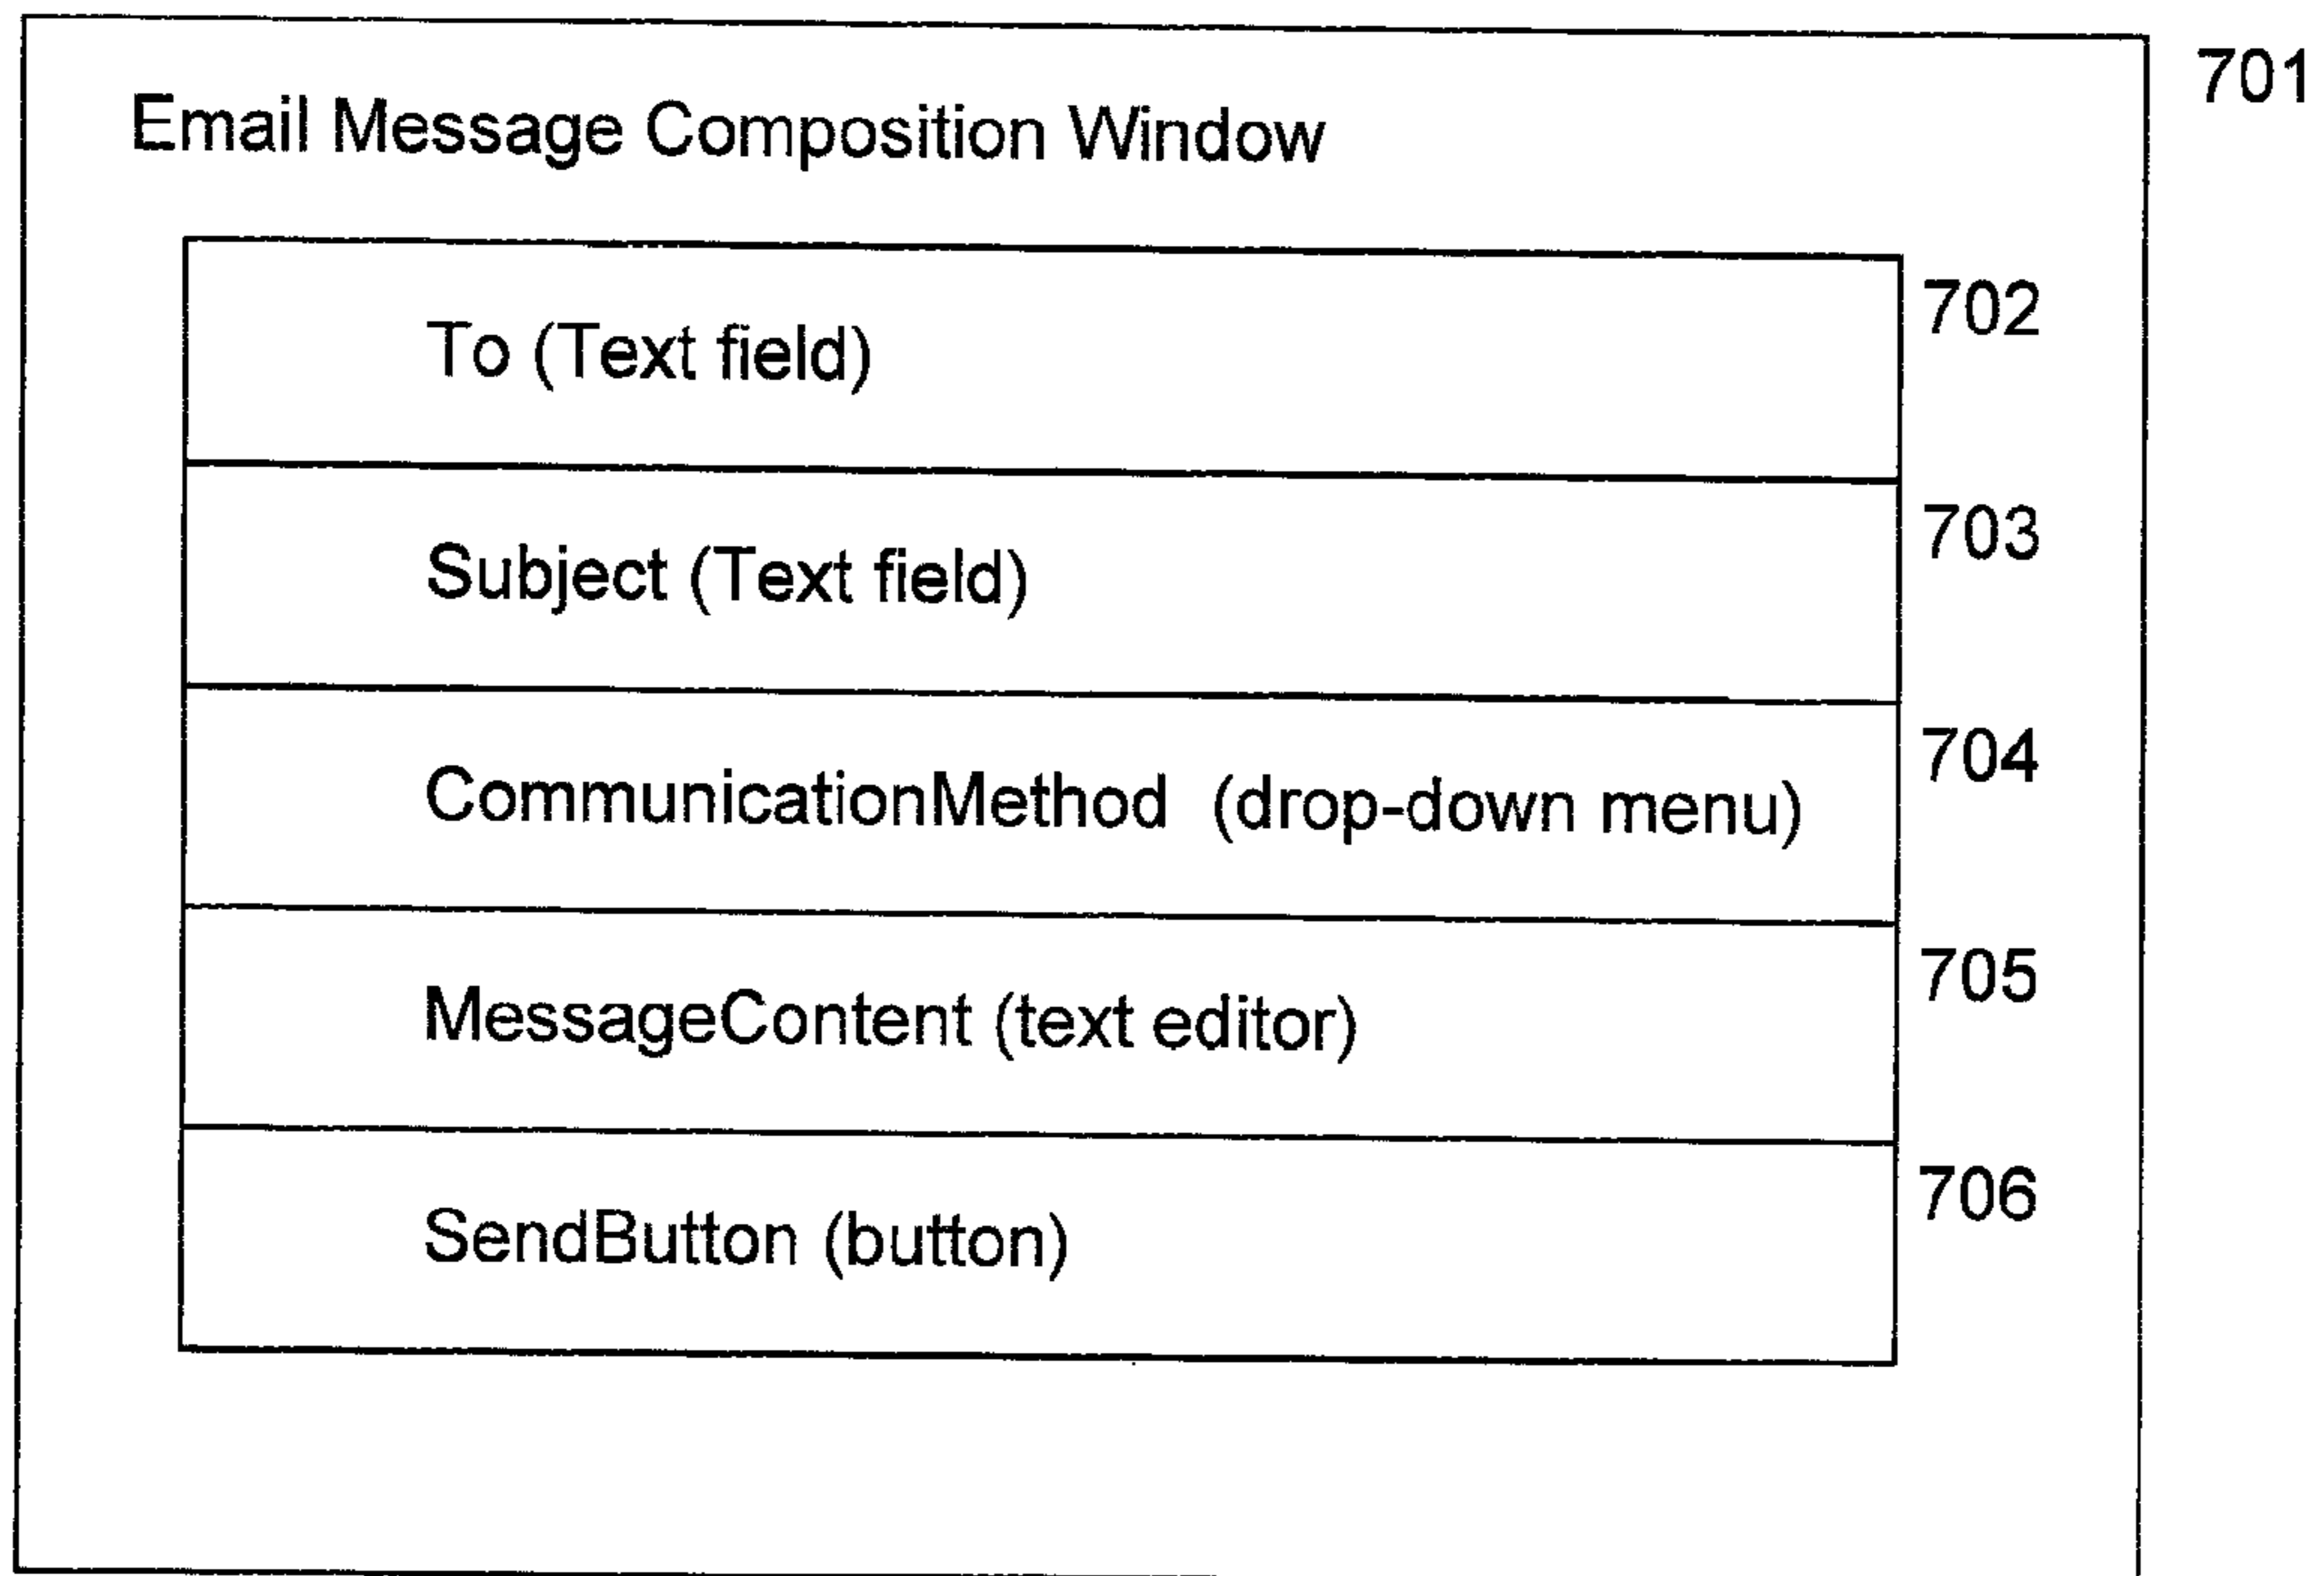 701
Email Message Composition Window
702
To (Text field)
703
Subject (Text field)
704
CommunicationMethod (drop-down menu)
705
MessageContent (text editor)
706
SendButton (button)